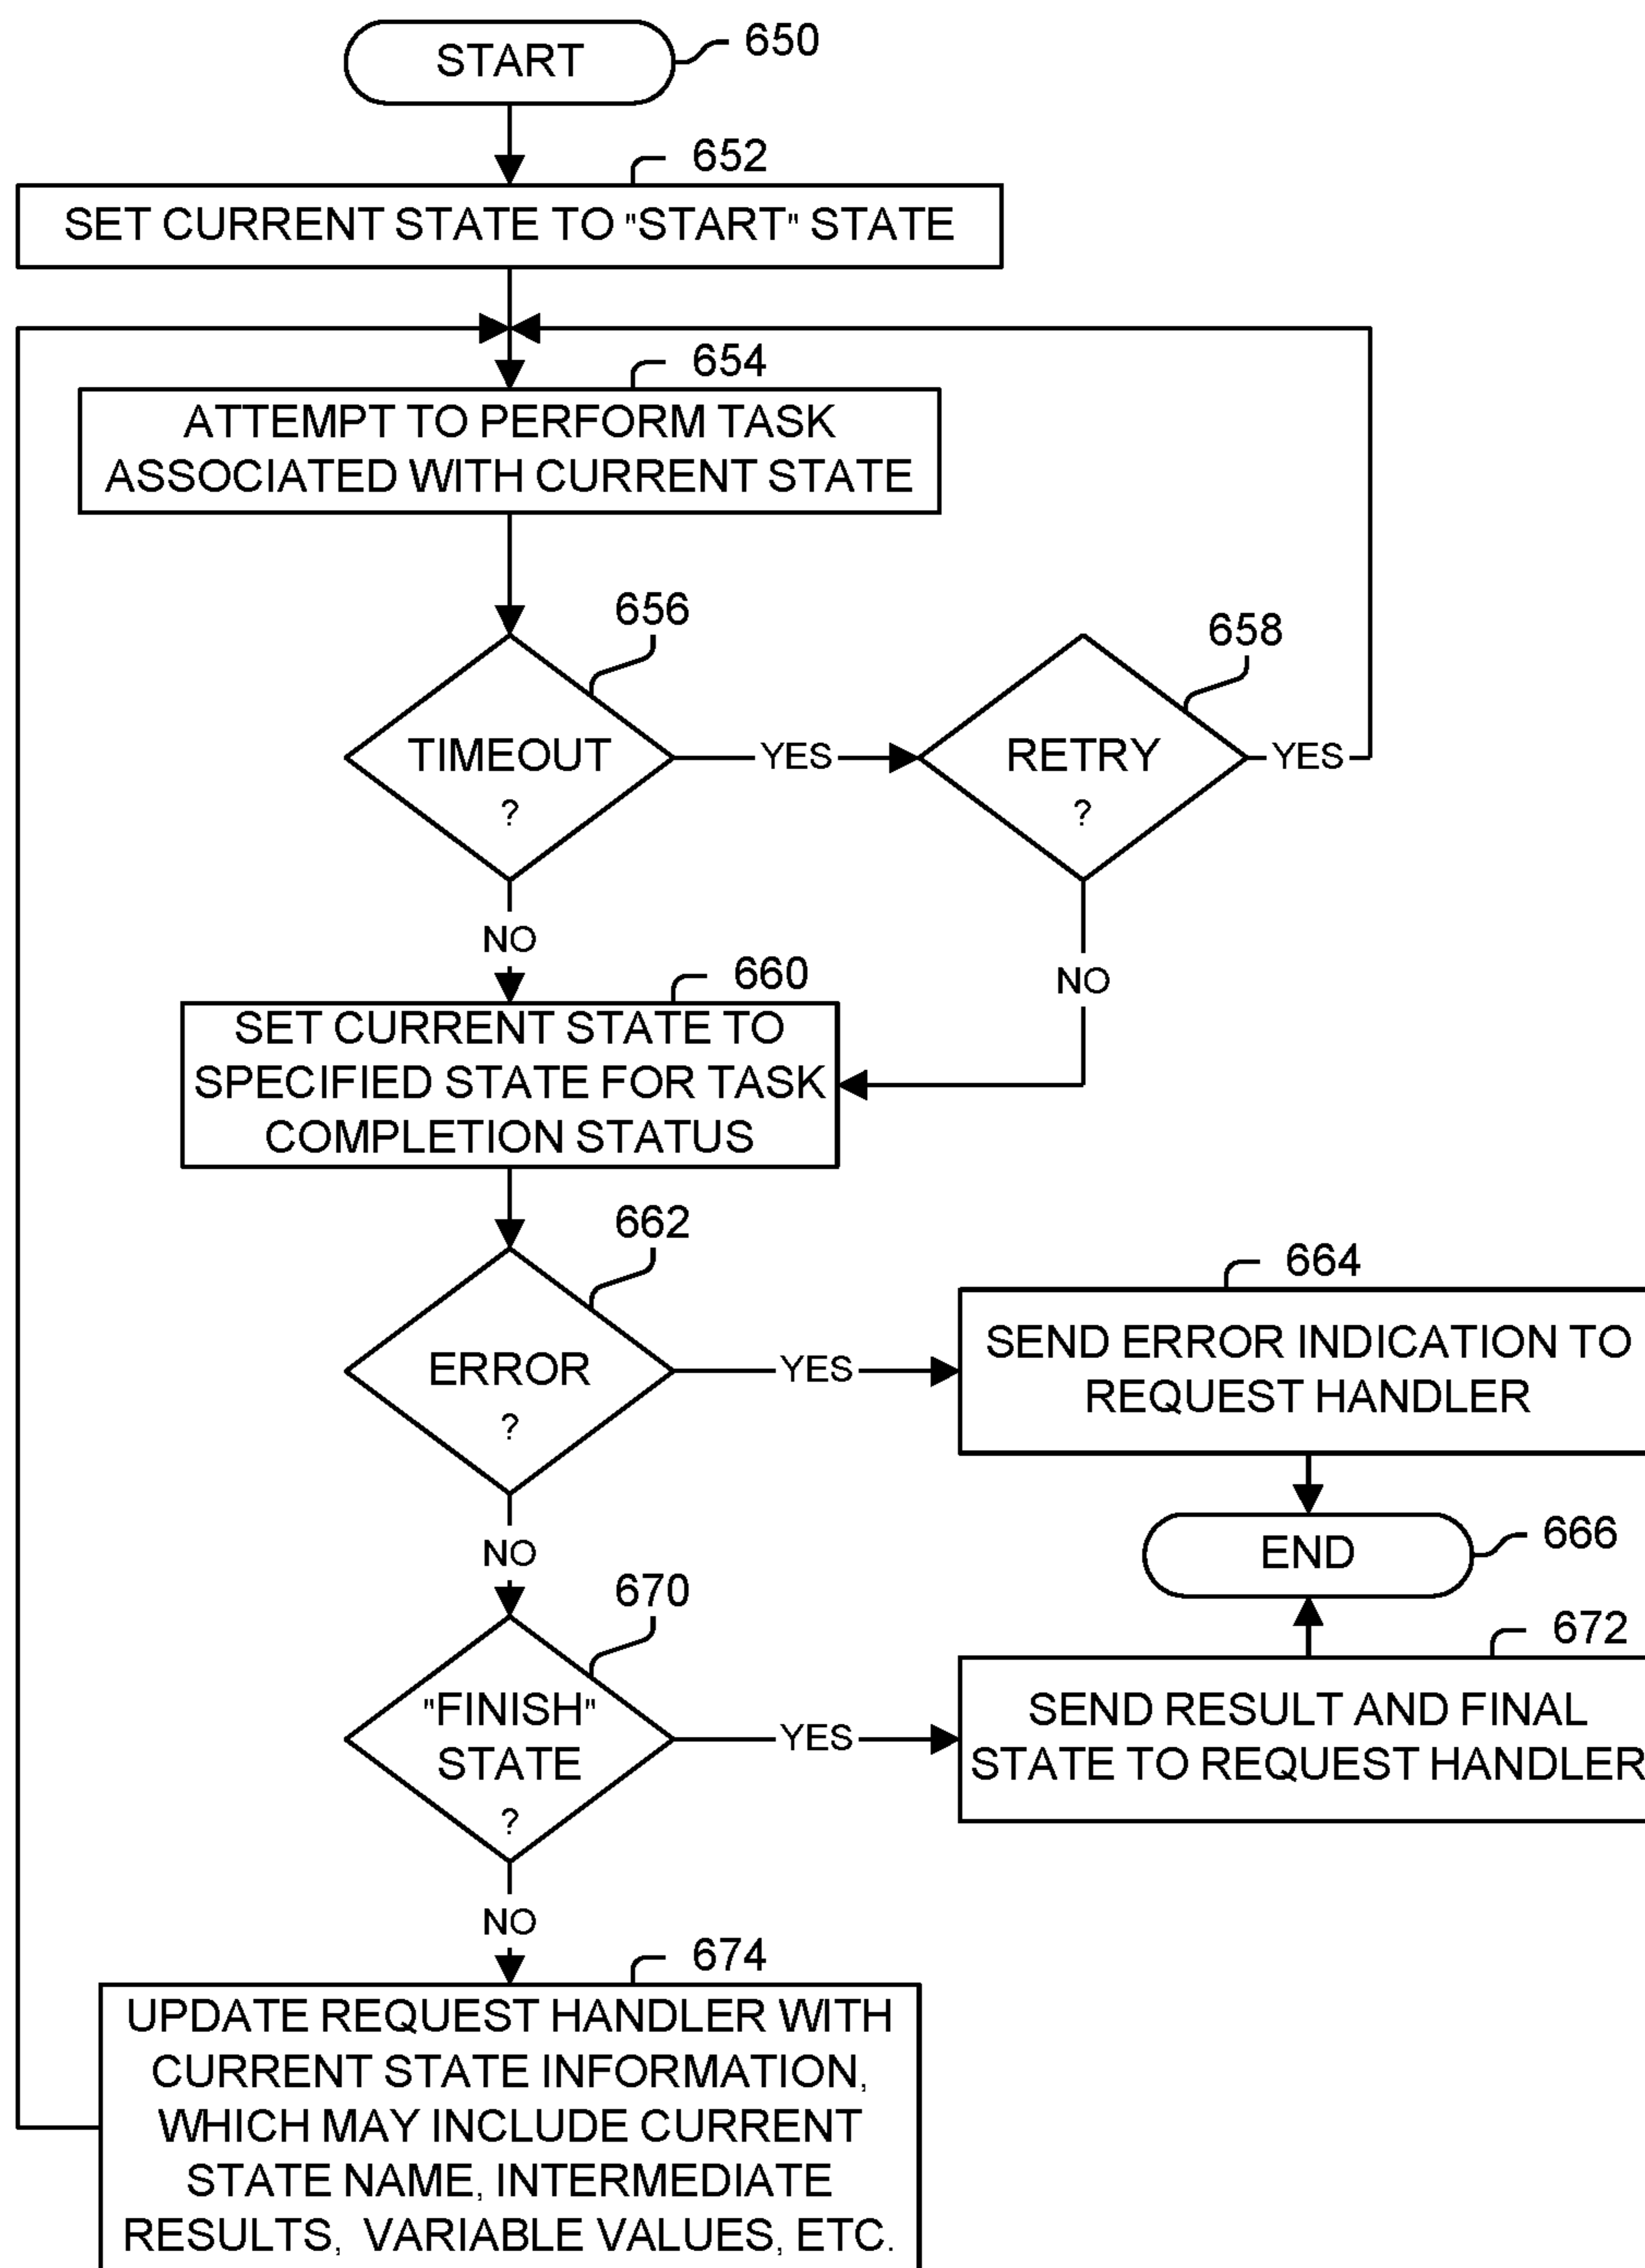 START
650
652
SET CURRENT STATE TO "START" STATE
654
ATTEMPT TO PERFORM TASK
ASSOCIATED WITH CURRENT STATE
656
658
TIMEOUT
?
YES
RETRY
?
YES
NO
NO
660
SET CURRENT STATE TO
SPECIFIED STATE FOR TASK
COMPLETION STATUS
662
664
ERROR
?
YES
SEND ERROR INDICATION TO
REQUEST HANDLER
NO
END
666
670
672
"FINISH"
STATE
?
YES
SEND RESULT AND FINAL
STATE TO REQUEST HANDLER
NO
674
UPDATE REQUEST HANDLER WITH
CURRENT STATE INFORMATION,
WHICH MAY INCLUDE CURRENT
STATE NAME, INTERMEDIATE
RESULTS, VARIABLE VALUES, ETC.